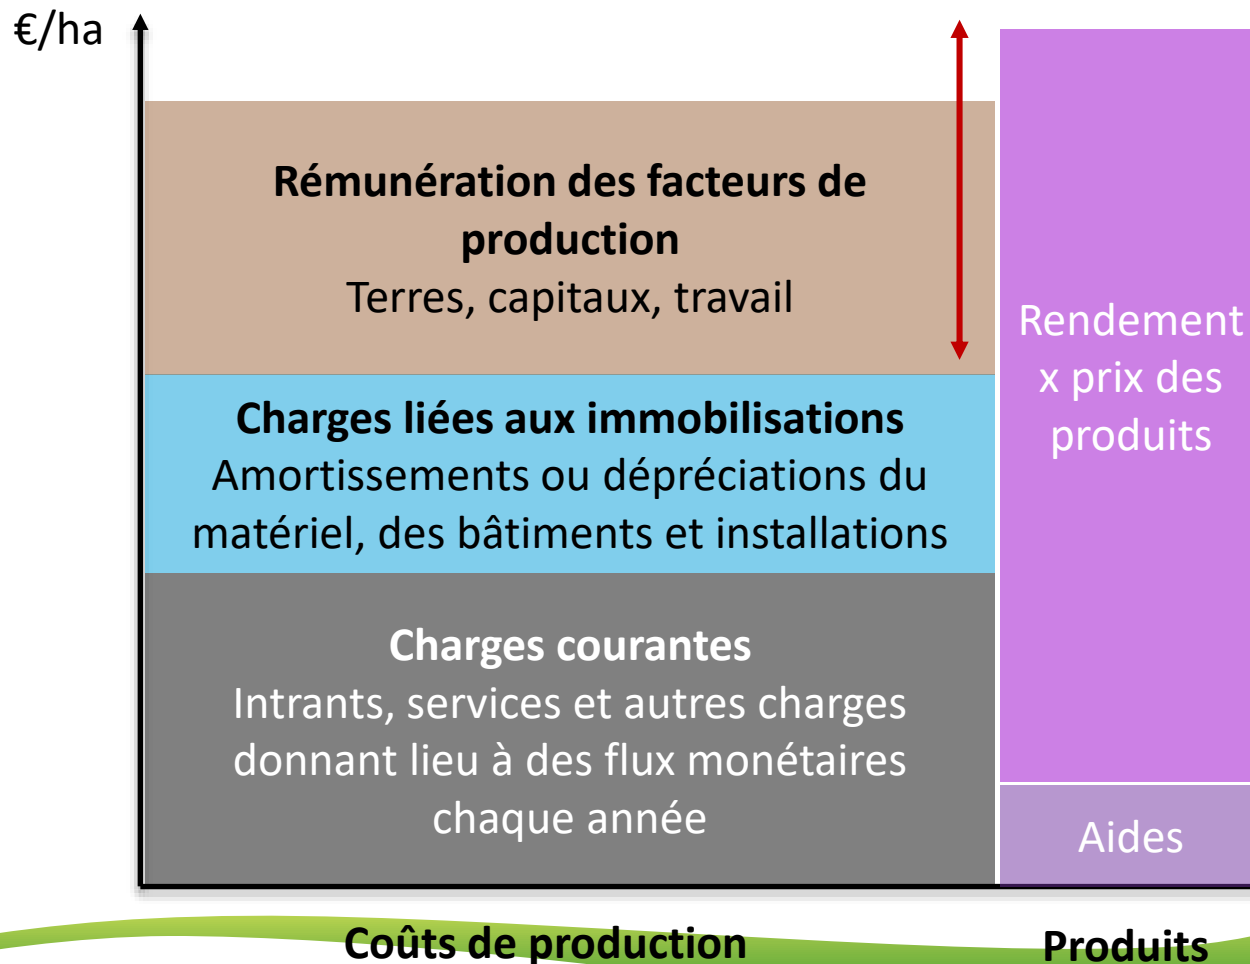 €/ha
Rémunération des facteurs de
production
Terres, capitaux, travail
Charges liées aux immobilisations
Amortissements ou dépréciations du
matériel, des bâtiments et installations
Charges courantes
Intrants, services et autres charges
donnant lieu à des flux monétaires
chaque année
Rendement
x prix des
produits
Aides
Coûts de production
Produits